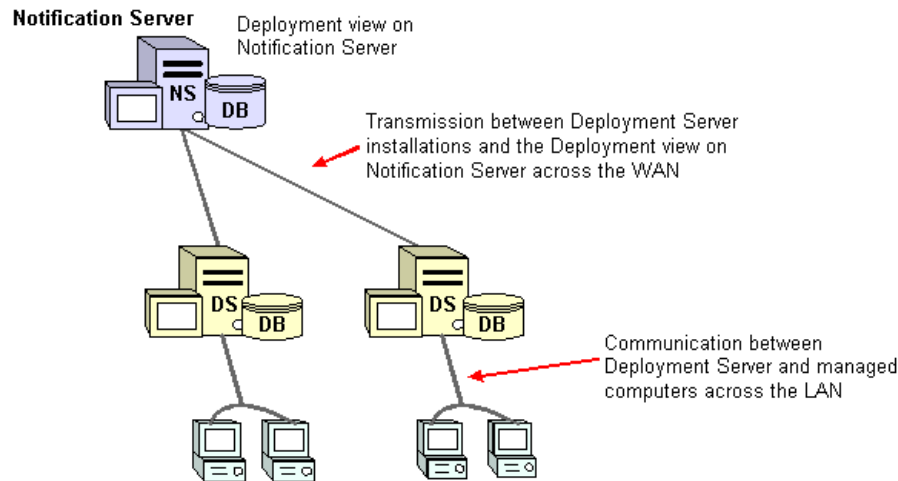 Notification Server
Deployment view on
Notification Server
NS
DB
Transmission between Deployment Server
installations and the Deployment view on
Notification Server across the WAN
DS
DB
DS
DB
Communication between
Deployment Server and managed
computers across the LAN